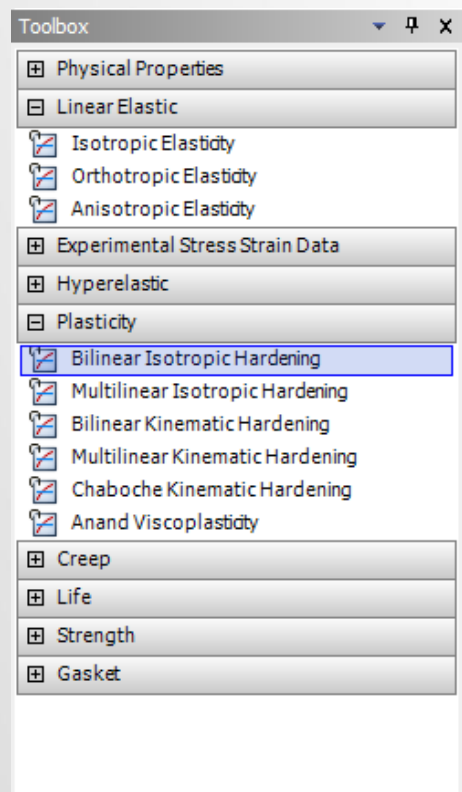 Toolbox
Physical Properties
Linear Elastic
Isotropic Elasticity
Orthotropic Elasticity
Anisotropic Elasticity
Experimental Stress Strain Data
Hyperelastic
Plasticity
Bilinear Isotropic Hardening
Multilinear Isotropic Hardening
Bilinear Kinematic Hardening
Multilinear Kinematic Hardening
Chaboche Kinematic Hardening
Anand Viscoplasticity
Creep
Life
Strength
Gasket